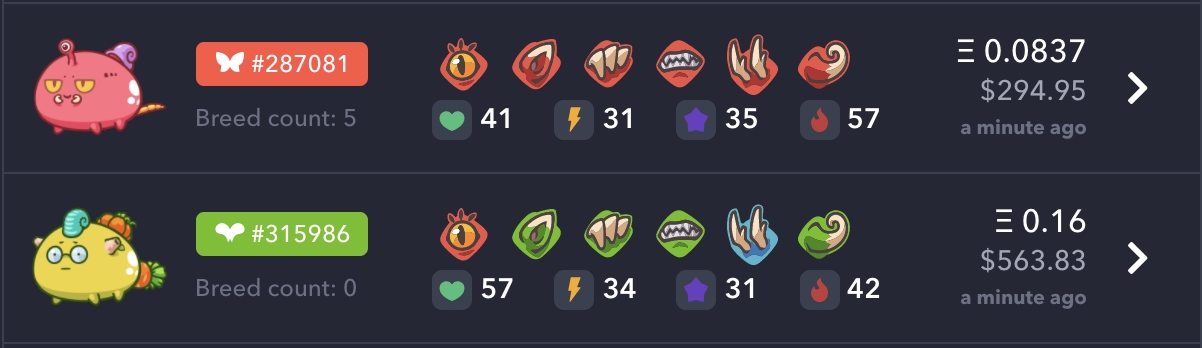 #287081
Breed count: 5
41 31 35 57
Ξ 0.0837
$294.95
a minute ago
#315986
Breed count: 0
57 34 31 42
Ξ 0.16
$563.83
a minute ago